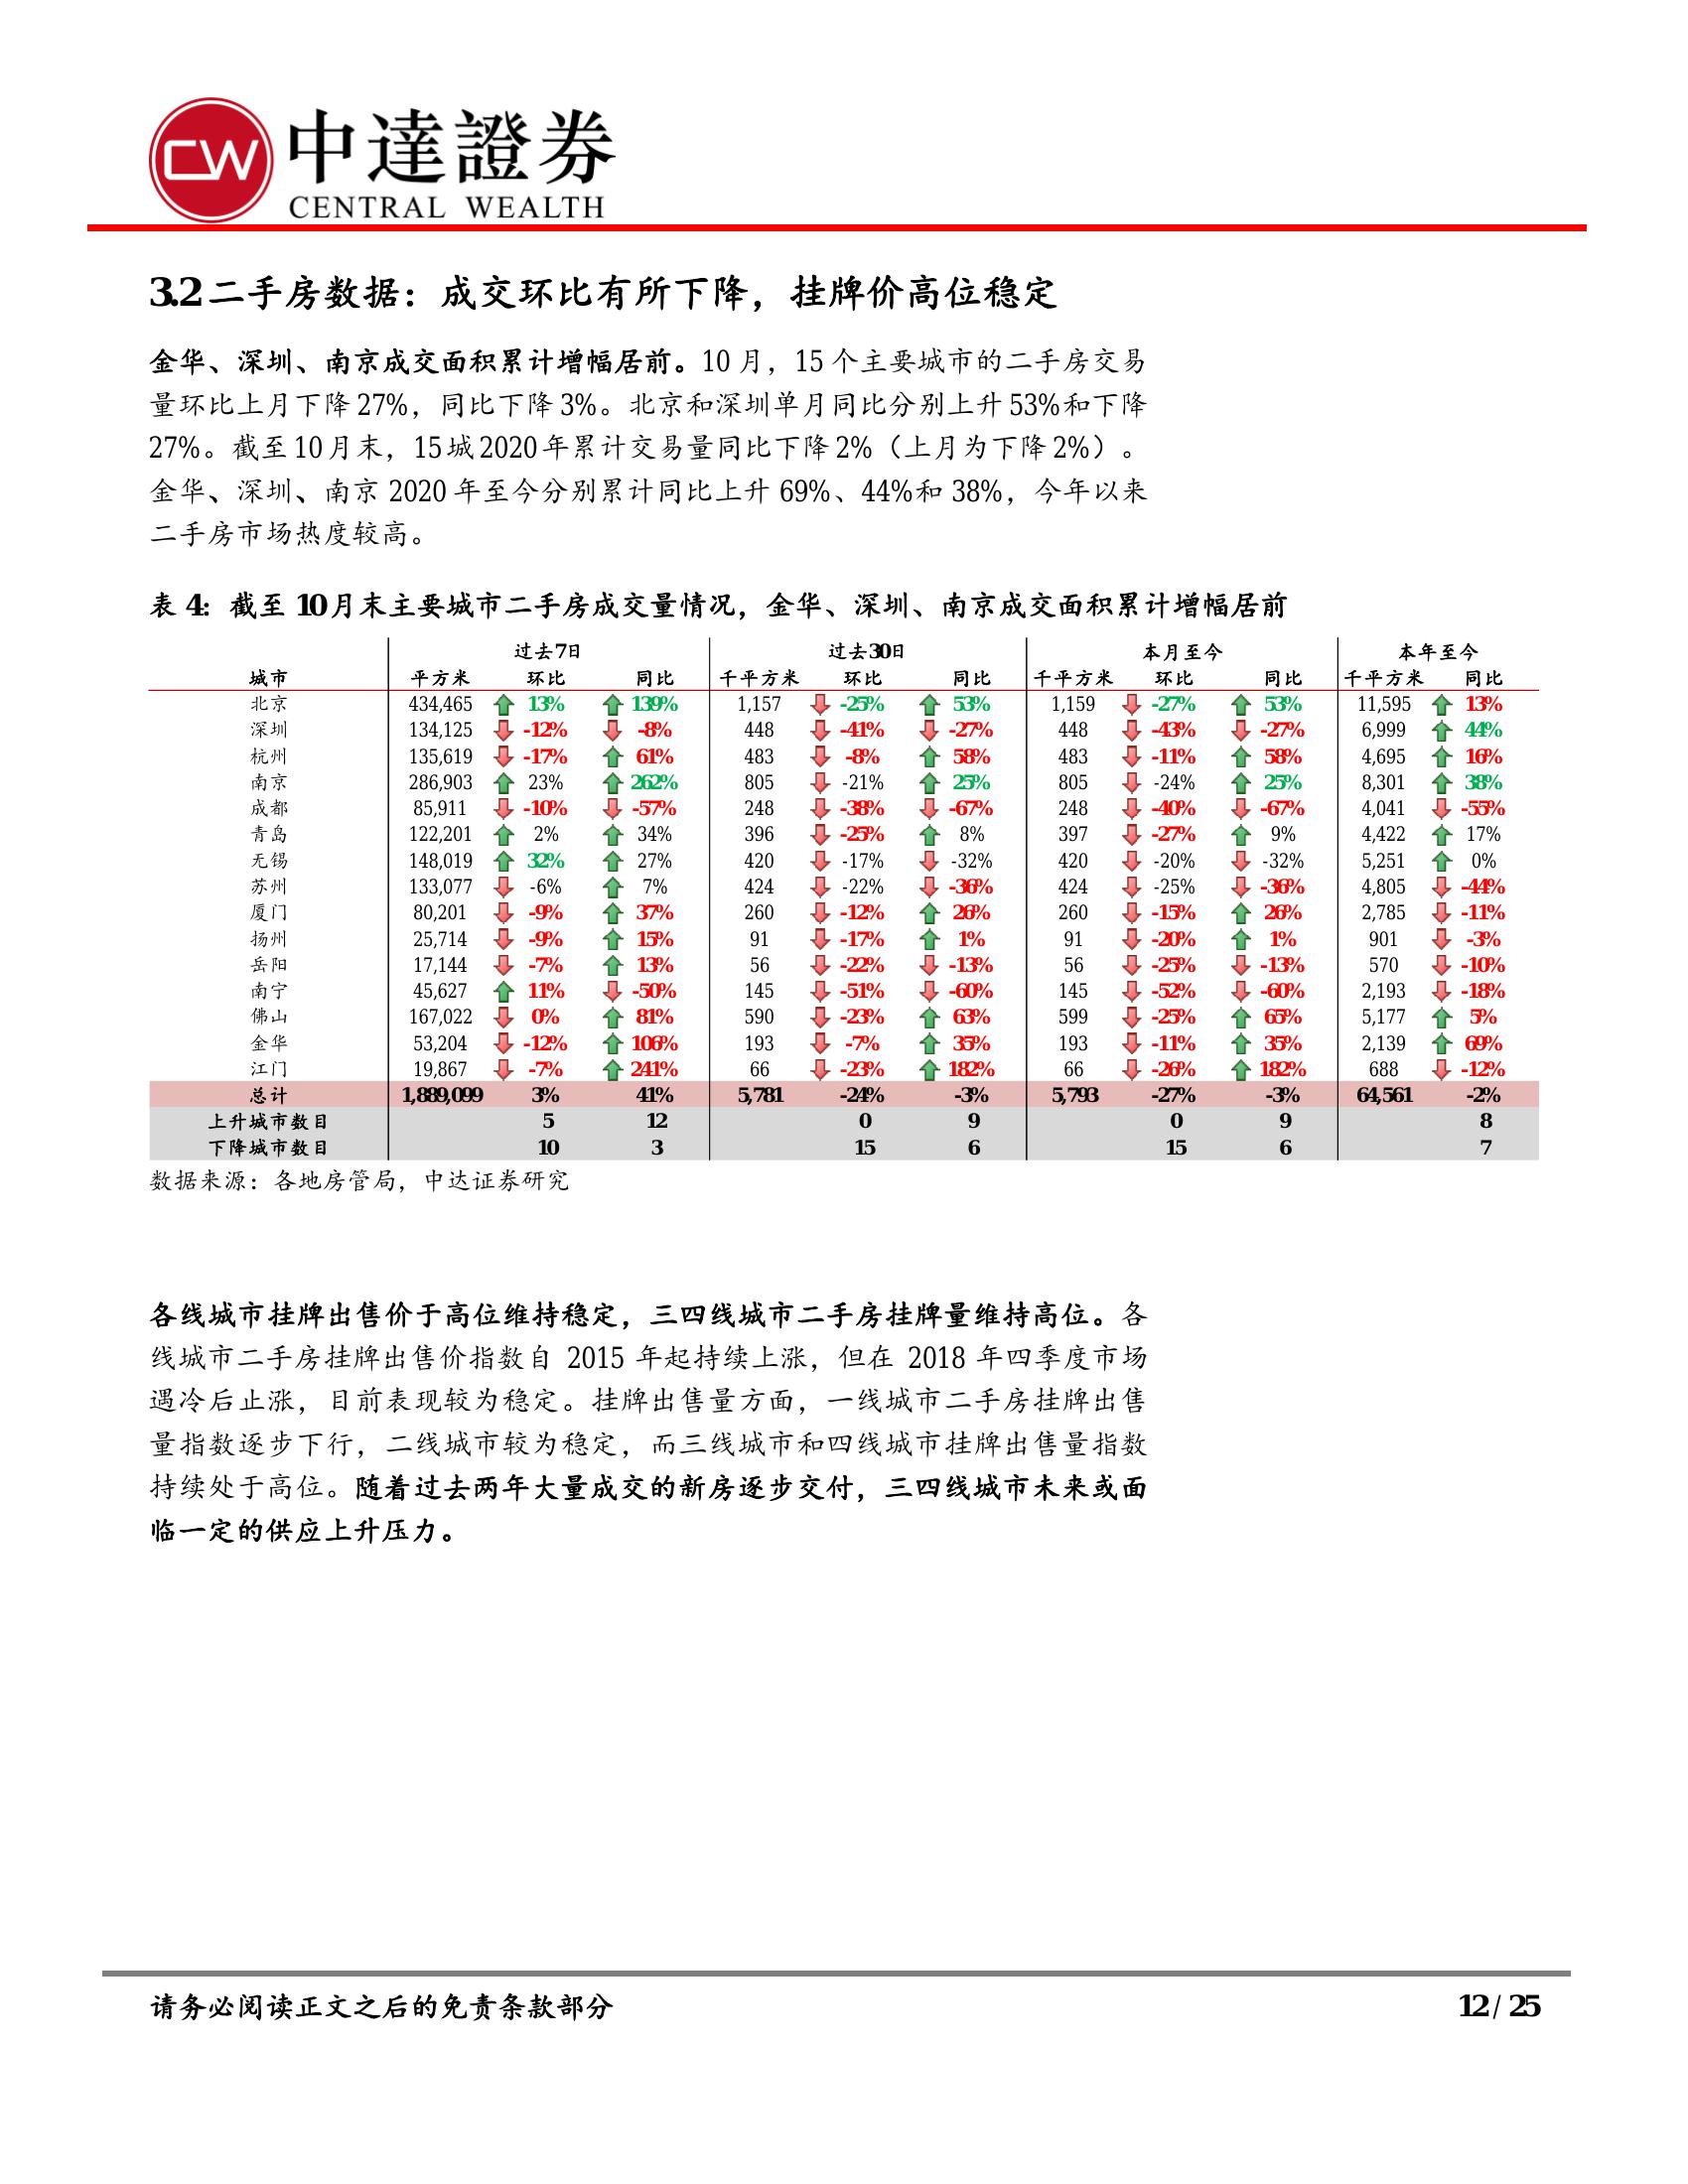 CW 中達證券
CENTRAL WEALTH
3.2 二手房数据：成交环比有所下降，挂牌价高位稳定
金华、深圳、南京成交面积累计增幅居前。10 月，15 个主要城市的二手房交易
量环比上月下降 27%，同比下降 3%。北京和深圳单月同比分别上升 53%和下降
27%。截至 10 月末，15 城 2020 年累计交易量同比下降 2%（上月为下降 2%）。
金华、深圳、南京 2020 年至今分别累计同比上升 69%、44%和 38%，今年以来
二手房市场热度较高。
表 4：截至 10 月末主要城市二手房成交量情况，金华、深圳、南京成交面积累计增幅居前
过去7日 过去30日 本月至今 本年至今
城市 平方米 环比 同比 千平方米 环比 同比 千平方米 环比 同比 千平方米 同比
北京 434,465 13% 139% 1,157 -25% 53% 1,159 -27% 53% 11,595 13%
深圳 134,125 -12% -8% 448 -41% -27% 448 -43% -27% 6,999 44%
杭州 135,619 -17% 61% 483 -8% 58% 483 -11% 58% 4,695 16%
南京 286,903 23% 262% 805 -21% 25% 805 -24% 25% 8,301 38%
成都 85,911 -10% -57% 248 -38% -67% 248 -40% -67% 4,041 -55%
青岛 122,201 2% 34% 396 -25% 8% 397 -27% 9% 4,422 17%
无锡 148,019 32% 27% 420 -17% -32% 420 -20% -32% 5,251 0%
苏州 133,077 -6% 7% 424 -22% -36% 424 -25% -36% 4,805 -44%
厦门 80,201 -9% 37% 260 -12% 26% 260 -15% 26% 2,785 -11%
扬州 25,714 -9% 15% 91 -17% 1% 91 -20% 1% 901 -3%
岳阳 17,144 -7% 13% 56 -22% -13% 56 -25% -13% 570 -10%
南宁 45,627 11% -50% 145 -51% -60% 145 -52% -60% 2,193 -18%
佛山 167,022 0% 81% 590 -23% 63% 599 -25% 65% 5,177 5%
金华 53,204 -12% 106% 193 -7% 35% 193 -11% 35% 2,139 69%
江门 19,867 -7% 241% 66 -23% 182% 66 -26% 182% 688 -12%
总计 1,889,099 3% 41% 5,781 -24% -3% 5,793 -27% -3% 64,561 -2%
上升城市数目 5 12 0 9 0 9 8
下降城市数目 10 3 15 6 15 6 7
数据来源：各地房管局，中达证券研究
各线城市挂牌出售价于高位维持稳定，三四线城市二手房挂牌量维持高位。各
线城市二手房挂牌出售价指数自 2015 年起持续上涨，但在 2018 年四季度市场
遇冷后止涨，目前表现较为稳定。挂牌出售量方面，一线城市二手房挂牌出售
量指数逐步下行，二线城市较为稳定，而三线城市和四线城市挂牌出售量指数
持续处于高位。随着过去两年大量成交的新房逐步交付，三四线城市未来或面
临一定的供应上升压力。
请务必阅读正文之后的免责条款部分 12 / 25